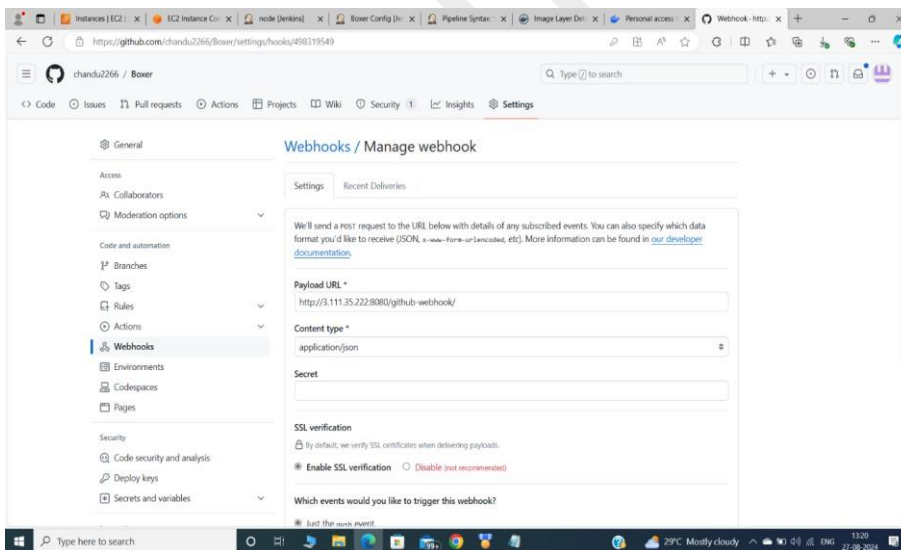 Instances | EC2 |
EC2 Instance Con
node [Jenkins]
Boxer Config [Je
Pipeline Syntax:
Image Layer Det
Personal access
Webhook · http:
https://github.com/chandu2266/Boxer/settings/hooks/498319549
chandu2266 / Boxer
Type / to search
Code Issues Pull requests Actions Projects Wiki Security 1 Insights Settings
General
Access
Collaborators
Moderation options
Code and automation
Branches
Tags
Rules
Actions
Webhooks
Environments
Codespaces
Pages
Security
Code security and analysis
Deploy keys
Secrets and variables
Webhooks / Manage webhook
Settings Recent Deliveries
We'll send a POST request to the URL below with details of any subscribed events. You can also specify which data
format you'd like to receive (JSON, x-www-form-urlencoded, etc). More information can be found in our developer
documentation.
Payload URL *
http://3.111.35.222:8080/github-webhook/
Content type *
application/json
Secret
SSL verification
By default, we verify SSL certificates when delivering payloads.
Enable SSL verification Disable (not recommended)
Which events would you like to trigger this webhook?
Just the push event.
Type here to search
99+
29°C Mostly cloudy
ENG
13:20
27-08-2024